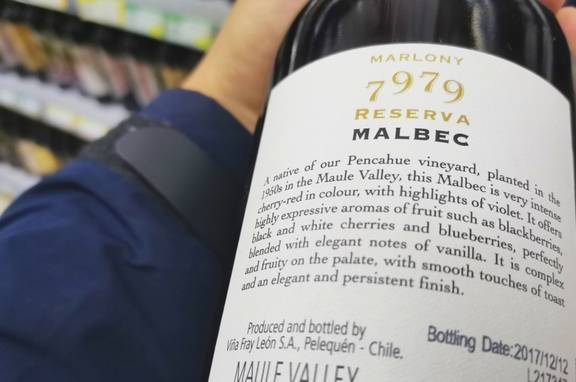 MARLONY
7979
RESERVA
MALBEC
A native of our Pencahue vineyard, planted in the
1950s in the Maule Valley, this Malbec is very intense
cherry-red in colour, with highlights of violet. It offers
highly expressive aromas of fruit such as blackberries,
black and white cherries and blueberries, perfectly
blended with elegant notes of vanilla. It is complex
and fruity on the palate, with smooth touches of toast
and an elegant and persistent finish.
Produced and bottled by
Viña Fray León S.A., Pelequén - Chile.
Bottling Date:2017/12/12
MAULE VALLEY